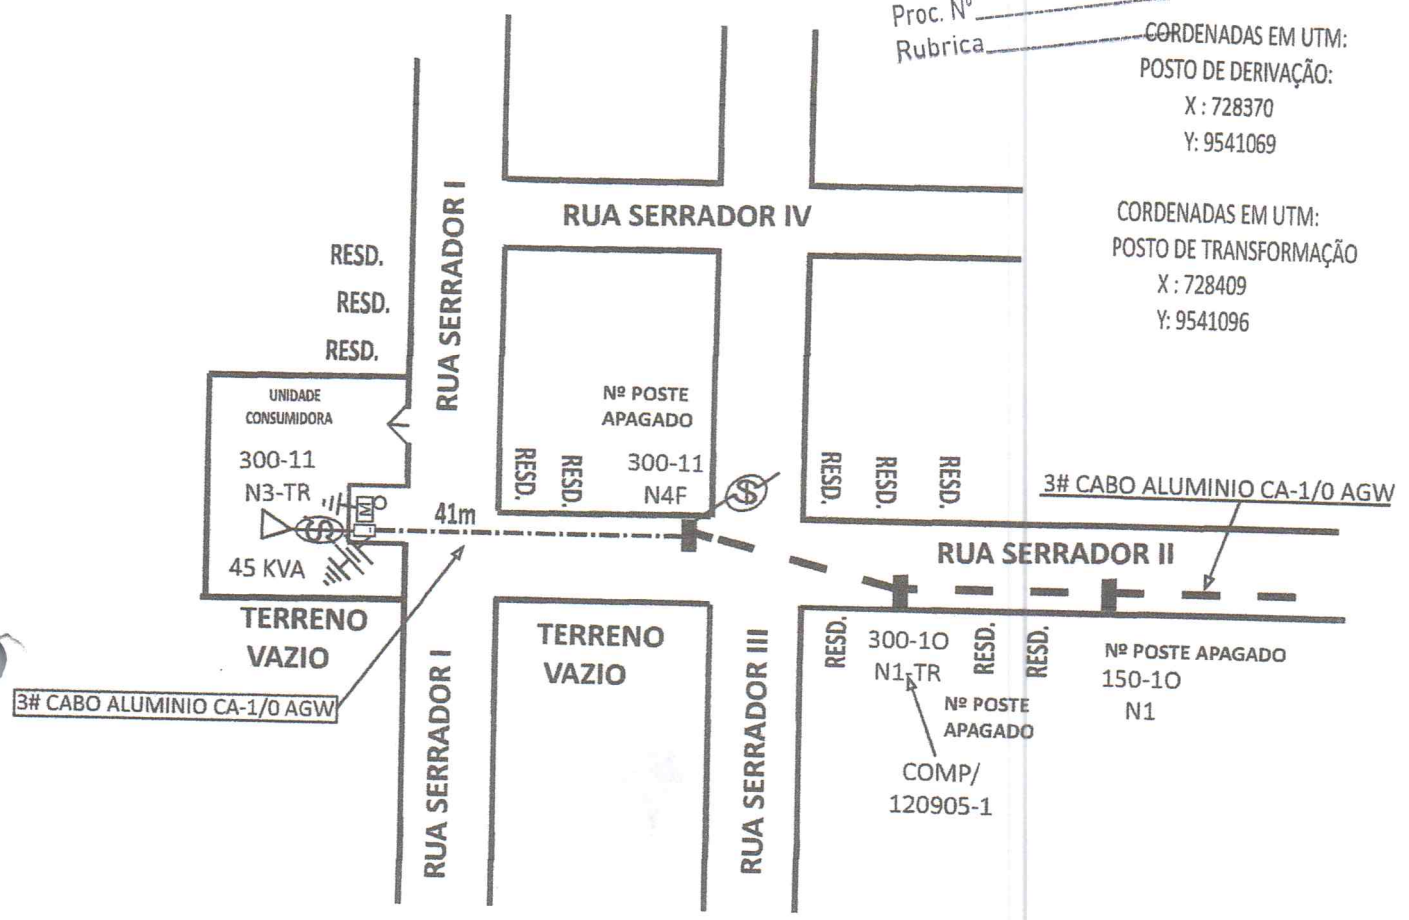 Proc. Nº
Rubrica
CORDENADAS EM UTM:
POSTO DE DERIVAÇÃO:
X : 728370
Y: 9541069
CORDENADAS EM UTM:
POSTO DE TRANSFORMAÇÃO
X : 728409
Y: 9541096
RUA SERRADOR IV
RUA SERRADOR I
RESD.
RESD.
RESD.
UNIDADE
CONSUMIDORA
300-11
N3-TR
45 KVA
M
S
41m
Nº POSTE
APAGADO
300-11
N4F
RESD.
RESD.
S
RESD.
RESD.
RESD.
3# CABO ALUMINIO CA-1/0 AGW
RUA SERRADOR II
TERRENO
VAZIO
TERRENO
VAZIO
3# CABO ALUMINIO CA-1/0 AGW
RUA SERRADOR I
RUA SERRADOR III
RESD.
300-1O
N1-TR
RESD.
RESD.
Nº POSTE
APAGADO
Nº POSTE APAGADO
150-1O
N1
COMP/
120905-1